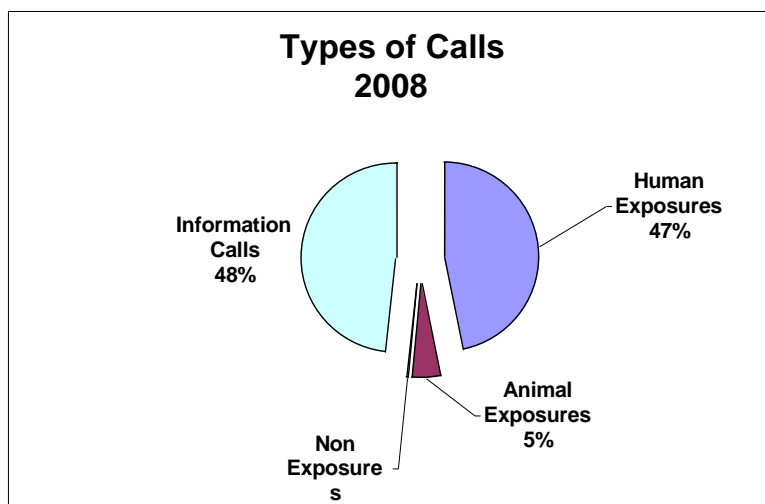 Types of Calls
2008
Human
Exposures
47%
Information
Calls
48%
Animal
Exposures
5%
Non
Exposure
s